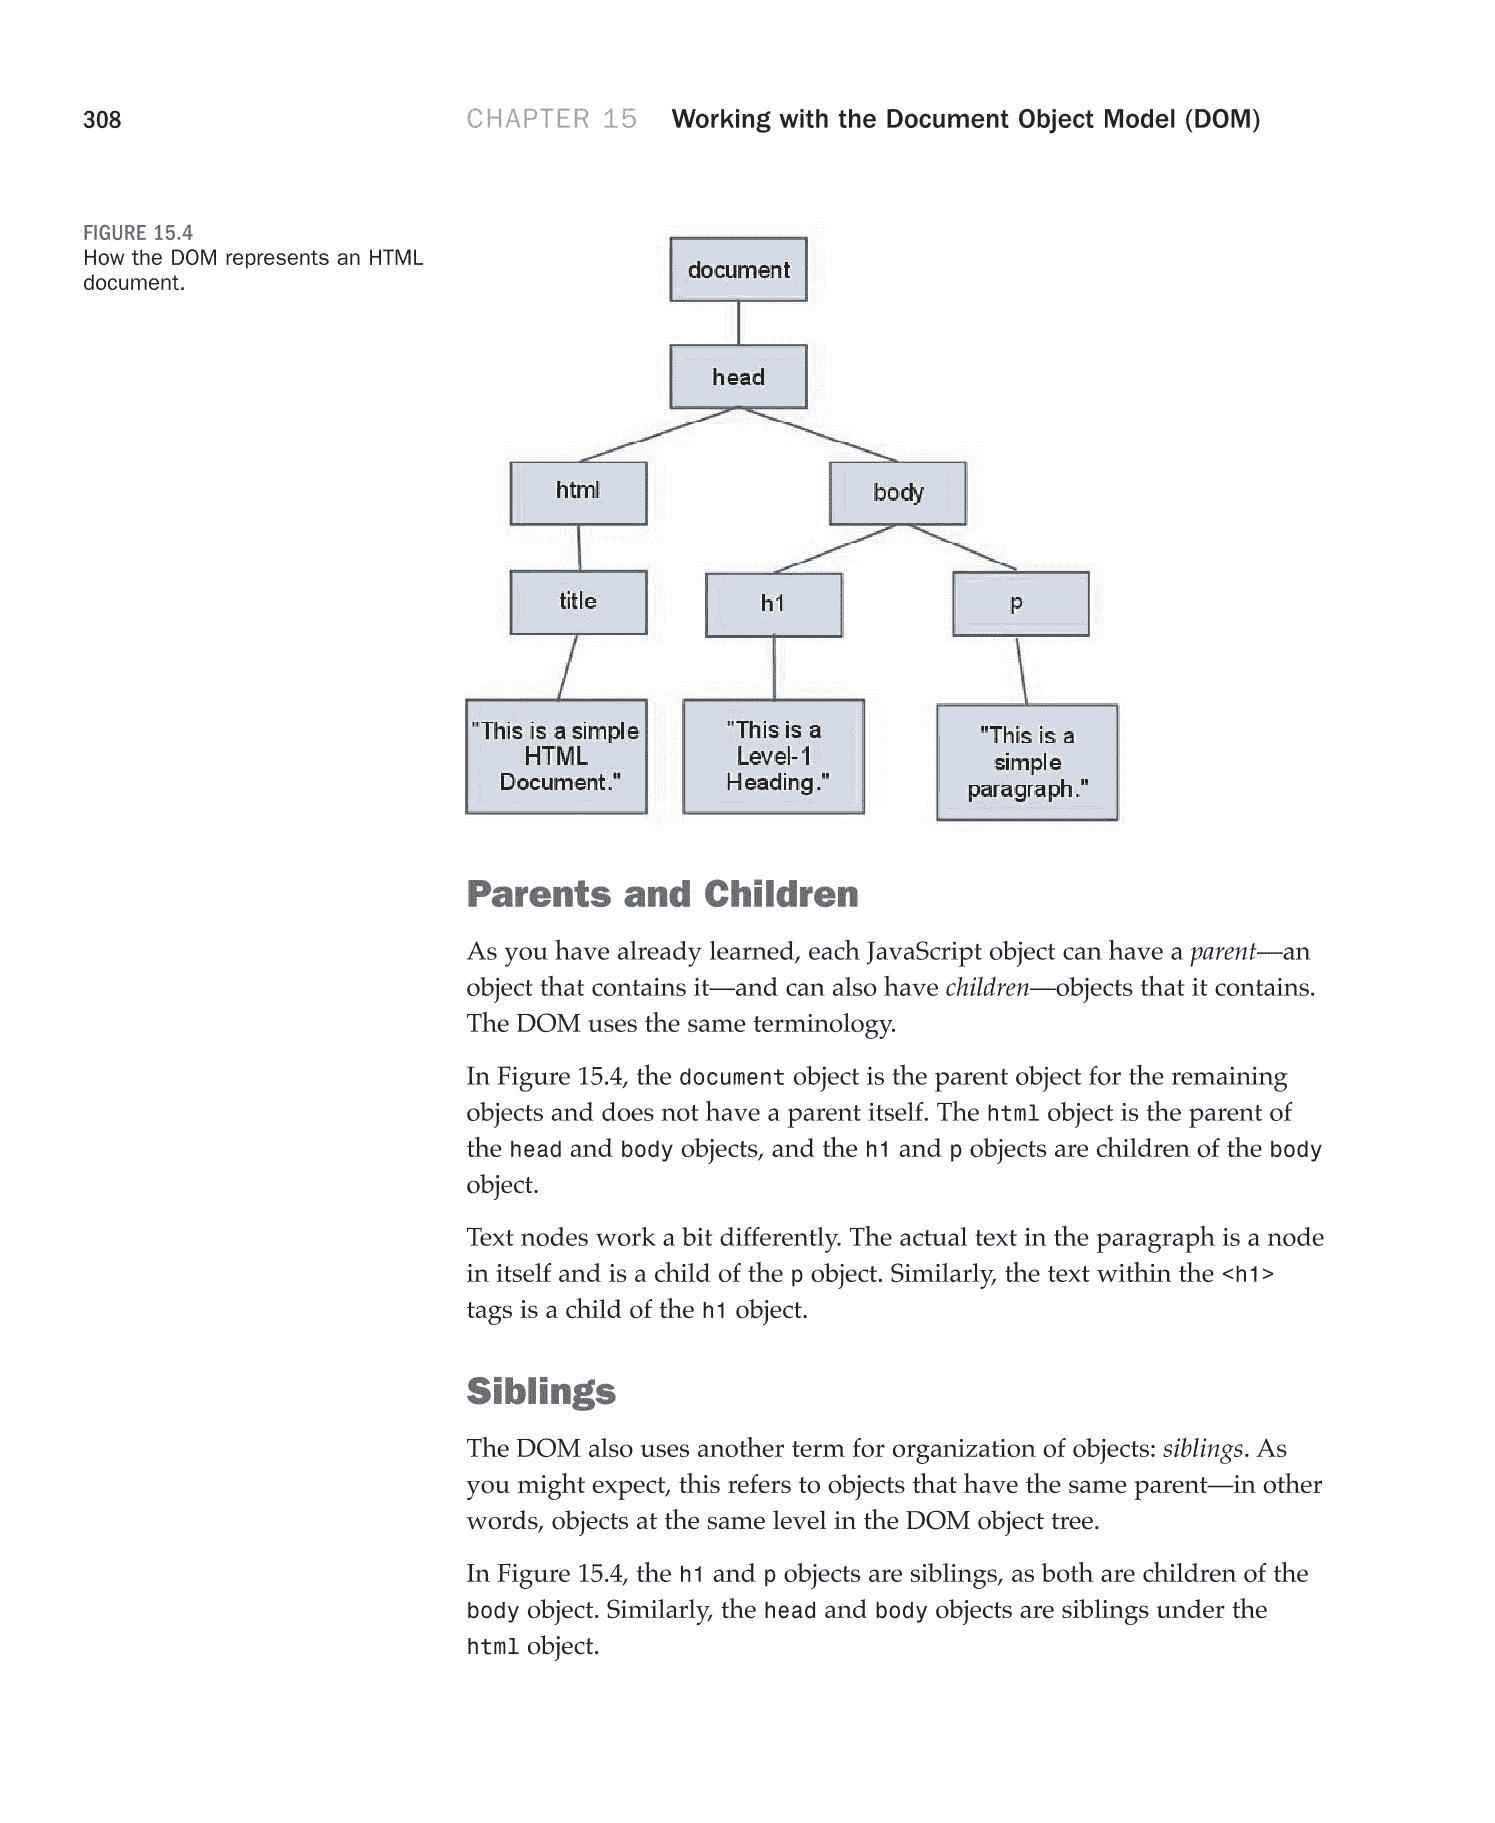 308
CHAPTER 15 Working with the Document Object Model (DOM)
FIGURE 15.4
How the DOM represents an HTML
document.
document
head
html
body
title
h1
p
"This is a simple
HTML
Document."
"This is a
Level-1
Heading."
"This is a
simple
paragraph."
Parents and Children
As you have already learned, each JavaScript object can have a parent—an
object that contains it—and can also have children—objects that it contains.
The DOM uses the same terminology.
In Figure 15.4, the document object is the parent object for the remaining
objects and does not have a parent itself. The html object is the parent of
the head and body objects, and the h1 and p objects are children of the body
object.
Text nodes work a bit differently. The actual text in the paragraph is a node
in itself and is a child of the p object. Similarly, the text within the <h1>
tags is a child of the h1 object.
Siblings
The DOM also uses another term for organization of objects: siblings. As
you might expect, this refers to objects that have the same parent—in other
words, objects at the same level in the DOM object tree.
In Figure 15.4, the h1 and p objects are siblings, as both are children of the
body object. Similarly, the head and body objects are siblings under the
html object.